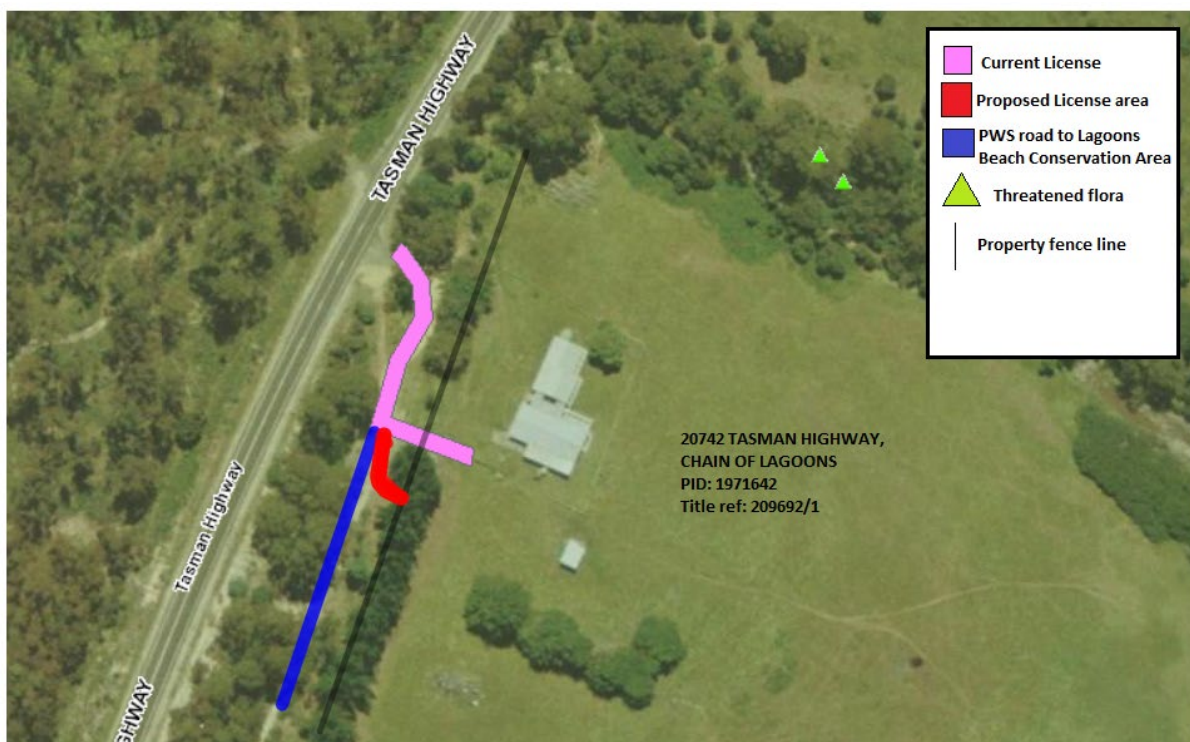 TASMAN HIGHWAY
Current License
Proposed License area
PWS road to Lagoons
Beach Conservation Area
Threatened flora
Property fence line
20742 TASMAN HIGHWAY,
CHAIN OF LAGOONS
PID: 1971642
Title ref: 209692/1
Tasman Highway
GHWAY